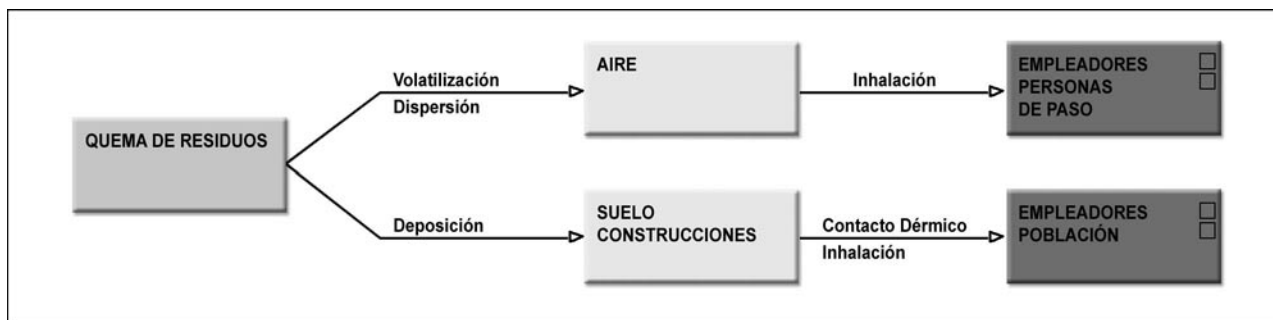 QUEMA DE RESIDUOS
Volatilización
Dispersión
AIRE
Inhalación
EMPLEADORES
PERSONAS
DE PASO
Deposición
SUELO
CONSTRUCCIONES
Contacto Dérmico
Inhalación
EMPLEADORES
POBLACIÓN